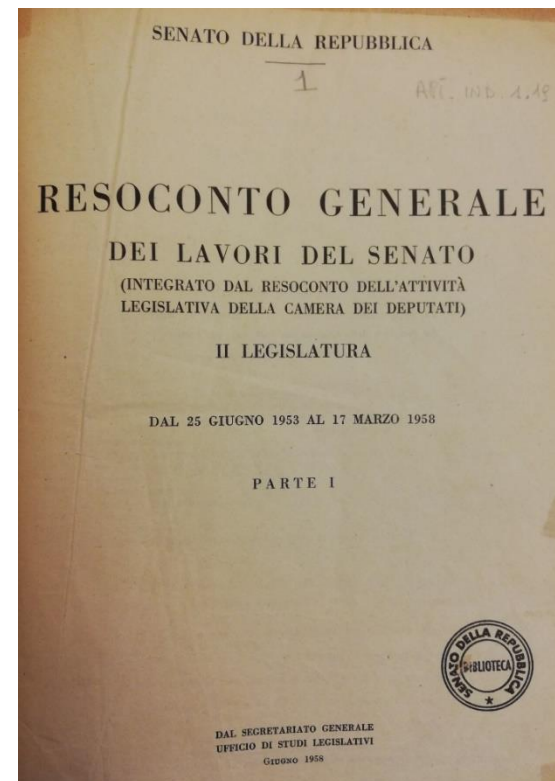 SENATO DELLA REPUBBLICA
1
RESOCONTO GENERALE
DEI LAVORI DEL SENATO
(INTEGRATO DAL RESOCONTO DELL'ATTIVITÀ
LEGISLATIVA DELLA CAMERA DEI DEPUTATI)
II LEGISLATURA
DAL 25 GIUGNO 1953 AL 17 MARZO 1958
PARTE I
SENATO DELLA REPUBBLICA
BIBLIOTECA
DAL SEGRETARIATO GENERALE
UFFICIO DI STUDI LEGISLATIVI
GIUGNO 1958